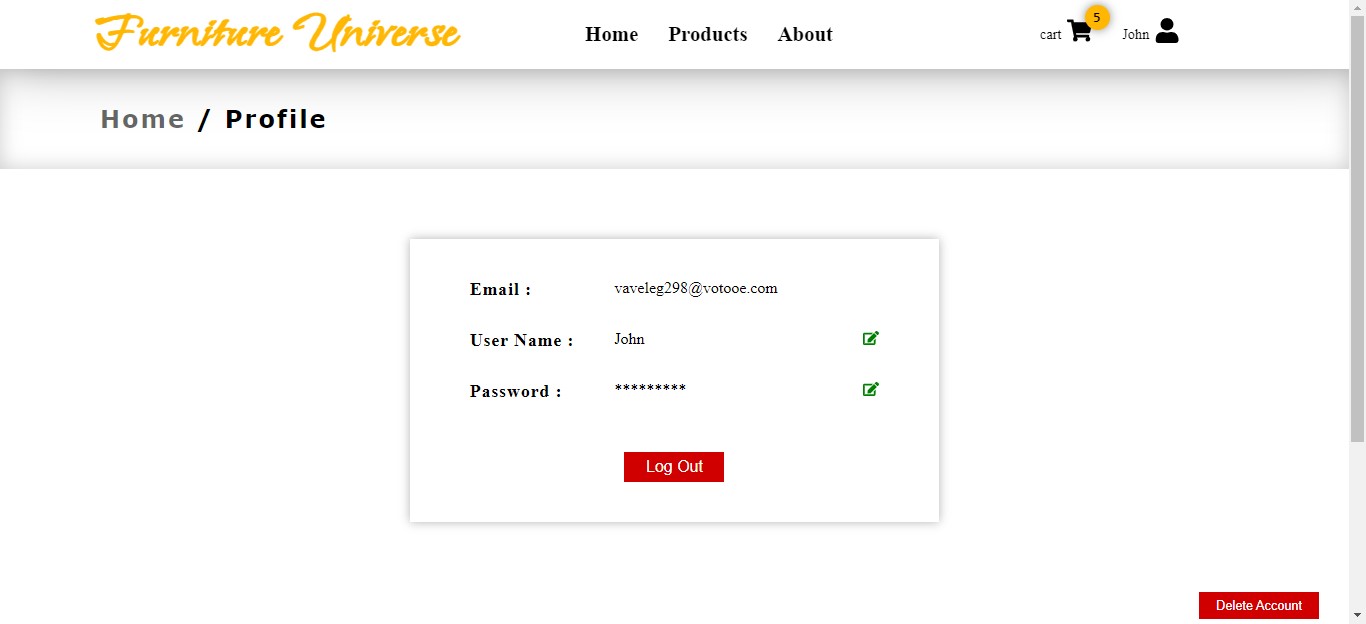 Furniture Universe
Home Products About
cart 5 John
Home / Profile
Email : vaveleg298@votooe.com
User Name : John
Password : *********
Log Out
Delete Account